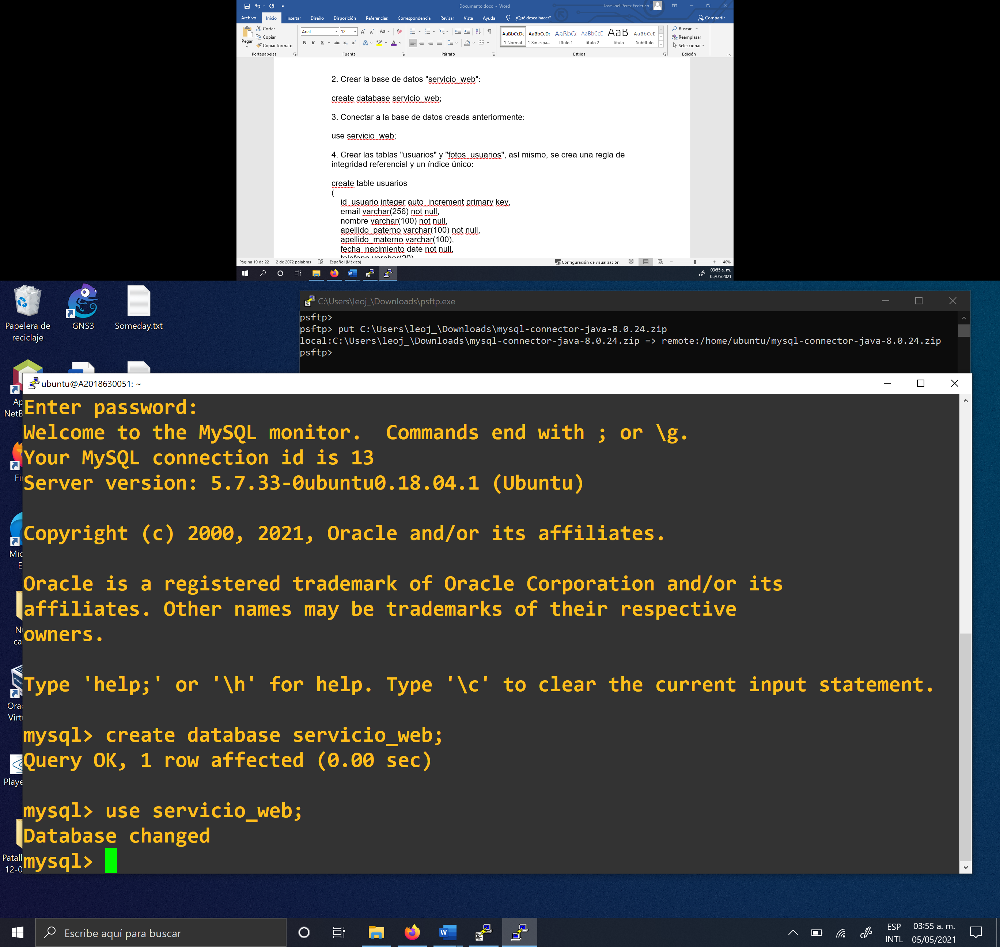 Documento.docx - Word
Jose Joel Perez Federico
Archivo Inicio Insertar Diseño Disposición Referencias Correspondencia Revisar Vista Ayuda ¿Qué desea hacer? Compartir
Pegar
Cortar
Copiar
Copiar formato
Portapapeles
Arial 12
Aa
N K S abc x₂ x²
Fuente
Párrafo
AaBbCcDc AaBbCcDc AaBbCc AaBbCcE AaB AaBbCcD
¶ Normal ¶ Sin espa... Título 1 Título 2 Título Subtítulo
Estilos
Buscar
Reemplazar
Seleccionar
Edición
2. Crear la base de datos "servicio_web":
create database servicio_web;
3. Conectar a la base de datos creada anteriormente:
use servicio_web;
4. Crear las tablas "usuarios" y "fotos_usuarios", así mismo, se crea una regla de
integridad referencial y un índice único:
create table usuarios
(
id_usuario integer auto_increment primary key,
email varchar(256) not null,
nombre varchar(100) not null,
apellido_paterno varchar(100) not null,
apellido_materno varchar(100),
fecha_nacimiento date not null,
telefono varchar(20)
Página 19 de 22 2 de 2072 palabras Español (México) Configuración de visualización 140%
03:55 a. m.
05/05/2021
Papelera de
reciclaje
GNS3
Someday.txt
C:\Users\leoj_\Downloads\psftp.exe
psftp>
psftp> put C:\Users\leoj_\Downloads\mysql-connector-java-8.0.24.zip
local:C:\Users\leoj_\Downloads\mysql-connector-java-8.0.24.zip => remote:/home/ubuntu/mysql-connector-java-8.0.24.zip
psftp>
ubuntu@A2018630051: ~
Enter password:
Welcome to the MySQL monitor.  Commands end with ; or \g.
Your MySQL connection id is 13
Server version: 5.7.33-0ubuntu0.18.04.1 (Ubuntu)
Copyright (c) 2000, 2021, Oracle and/or its affiliates.
Oracle is a registered trademark of Oracle Corporation and/or its
affiliates. Other names may be trademarks of their respective
owners.
Type 'help;' or '\h' for help. Type '\c' to clear the current input statement.
mysql> create database servicio_web;
Query OK, 1 row affected (0.00 sec)
mysql> use servicio_web;
Database changed
mysql>
Escribe aquí para buscar
ESP
INTL
03:55 a. m.
05/05/2021